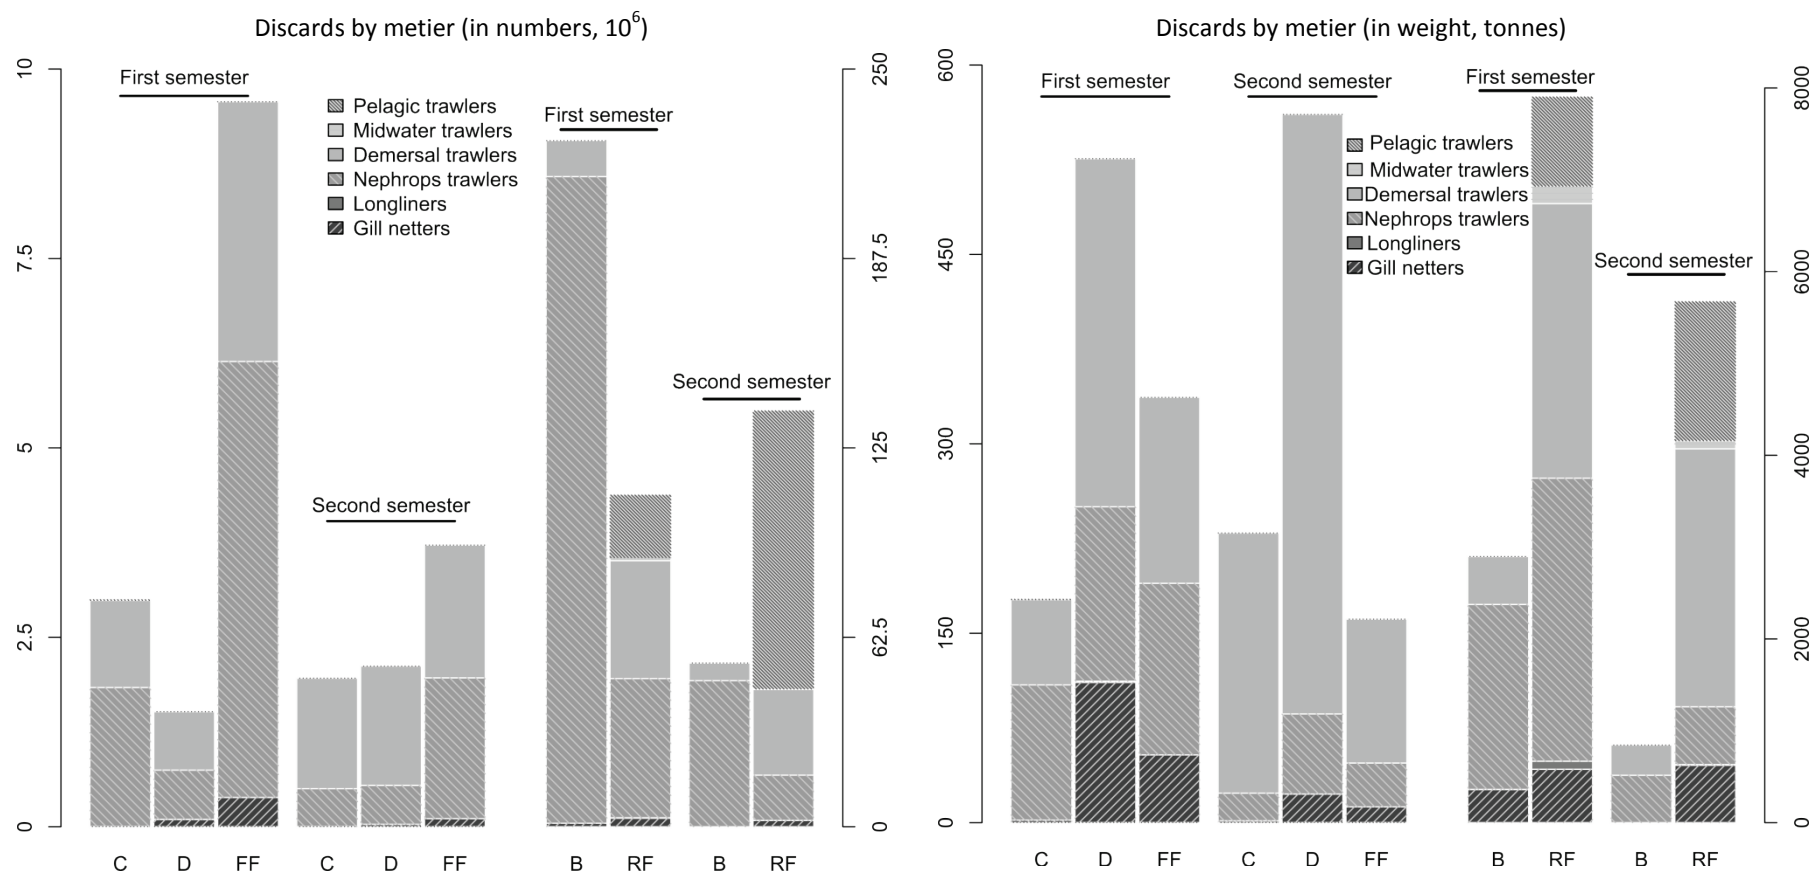 Discards by metier (in numbers, 10^6)
10
7.5
5
2.5
0
First semester
Second semester
Pelagic trawlers
Midwater trawlers
Demersal trawlers
Nephrops trawlers
Longliners
Gill netters
First semester
Second semester
250
187.5
125
62.5
0
C D FF C D FF B RF B RF
Discards by metier (in weight, tonnes)
600
450
300
150
0
First semester
Second semester
Pelagic trawlers
Midwater trawlers
Demersal trawlers
Nephrops trawlers
Longliners
Gill netters
First semester
Second semester
8000
6000
4000
2000
0
C D FF C D FF B RF B RF